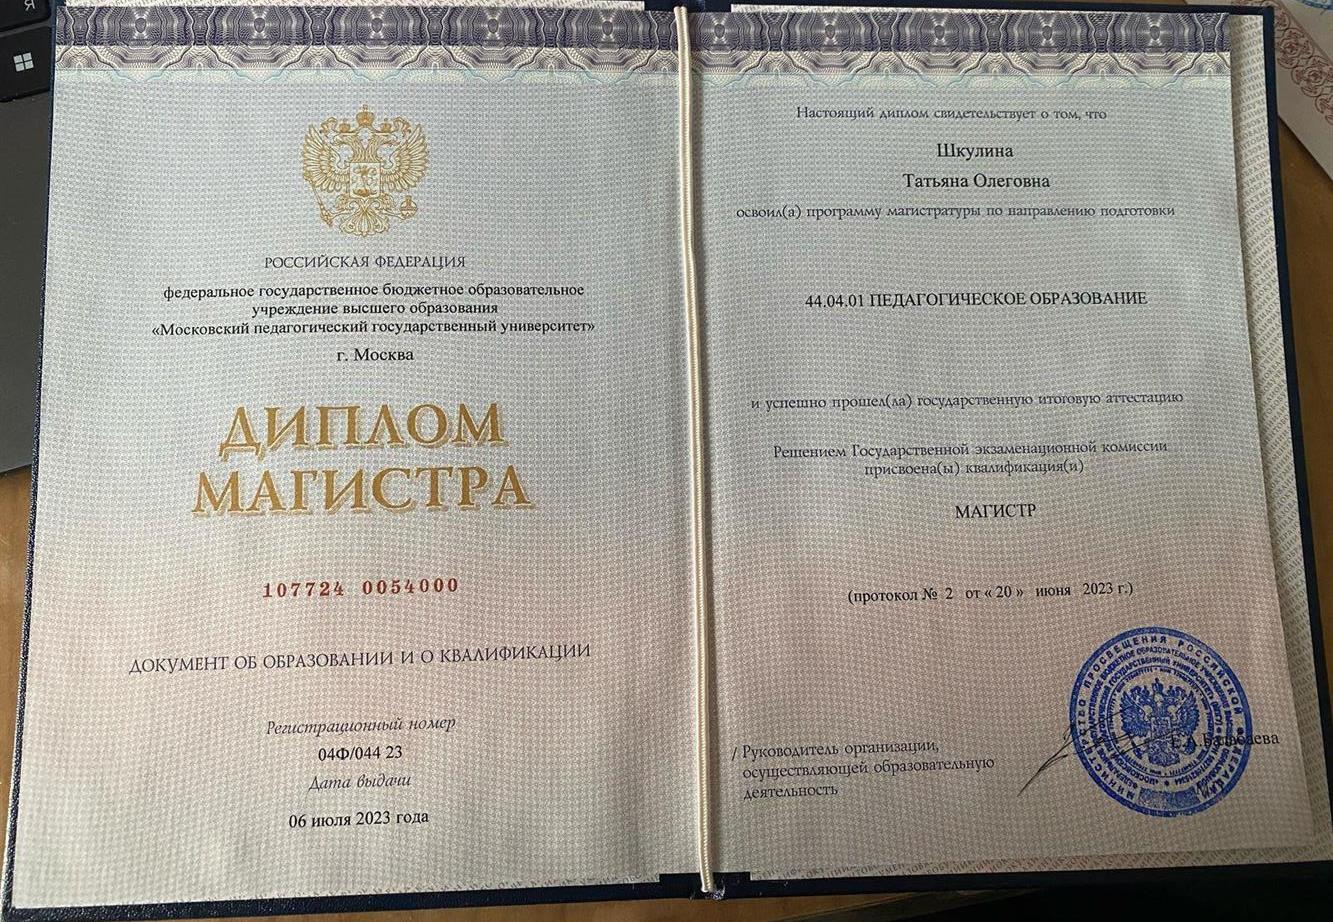 РОССИЙСКАЯ ФЕДЕРАЦИЯ
федеральное государственное бюджетное образовательное
учреждение высшего образования
«Московский педагогический государственный университет»
г. Москва
ДИПЛОМ
МАГИСТРА
107724 0054000
ДОКУМЕНТ ОБ ОБРАЗОВАНИИ И О КВАЛИФИКАЦИИ
Регистрационный номер
04Ф/044 23
Дата выдачи
06 июля 2023 года
Настоящий диплом свидетельствует о том, что
Шкулина
Татьяна Олеговна
освоил(а) программу магистратуры по направлению подготовки
44.04.01 ПЕДАГОГИЧЕСКОЕ ОБРАЗОВАНИЕ
и успешно прошел(ла) государственную итоговую аттестацию
Решением Государственной экзаменационной комиссии
присвоена(ы) квалификация(и)
МАГИСТР
(протокол № 2 от « 20 » июня 2023 г.)
/ Руководитель организации,
осуществляющей образовательную
деятельность
МИНИСТЕРСТВО ПРОСВЕЩЕНИЯ РОССИЙСКОЙ ФЕДЕРАЦИИ